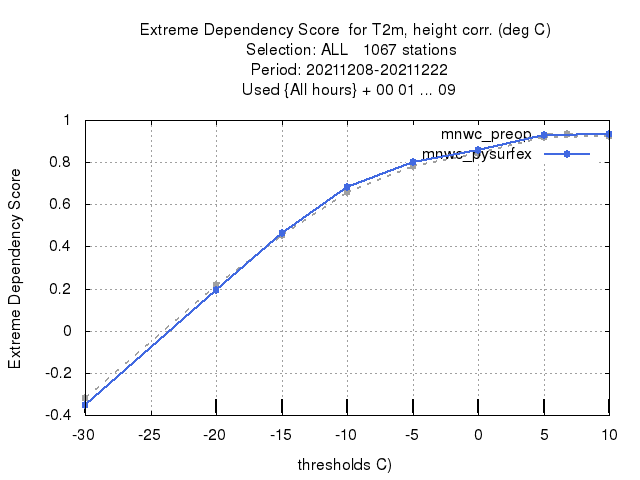 Extreme Dependency Score  for T2m, height corr. (deg C)
Selection: ALL   1067 stations
Period: 20211208-20211222
Used {All hours} + 00 01 ... 09
Extreme Dependency Score
1
0.8
0.6
0.4
0.2
0
-0.2
-0.4
mnwc_preop
mnwc_pysurfex
-30 -25 -20 -15 -10 -5 0 5 10
thresholds C)